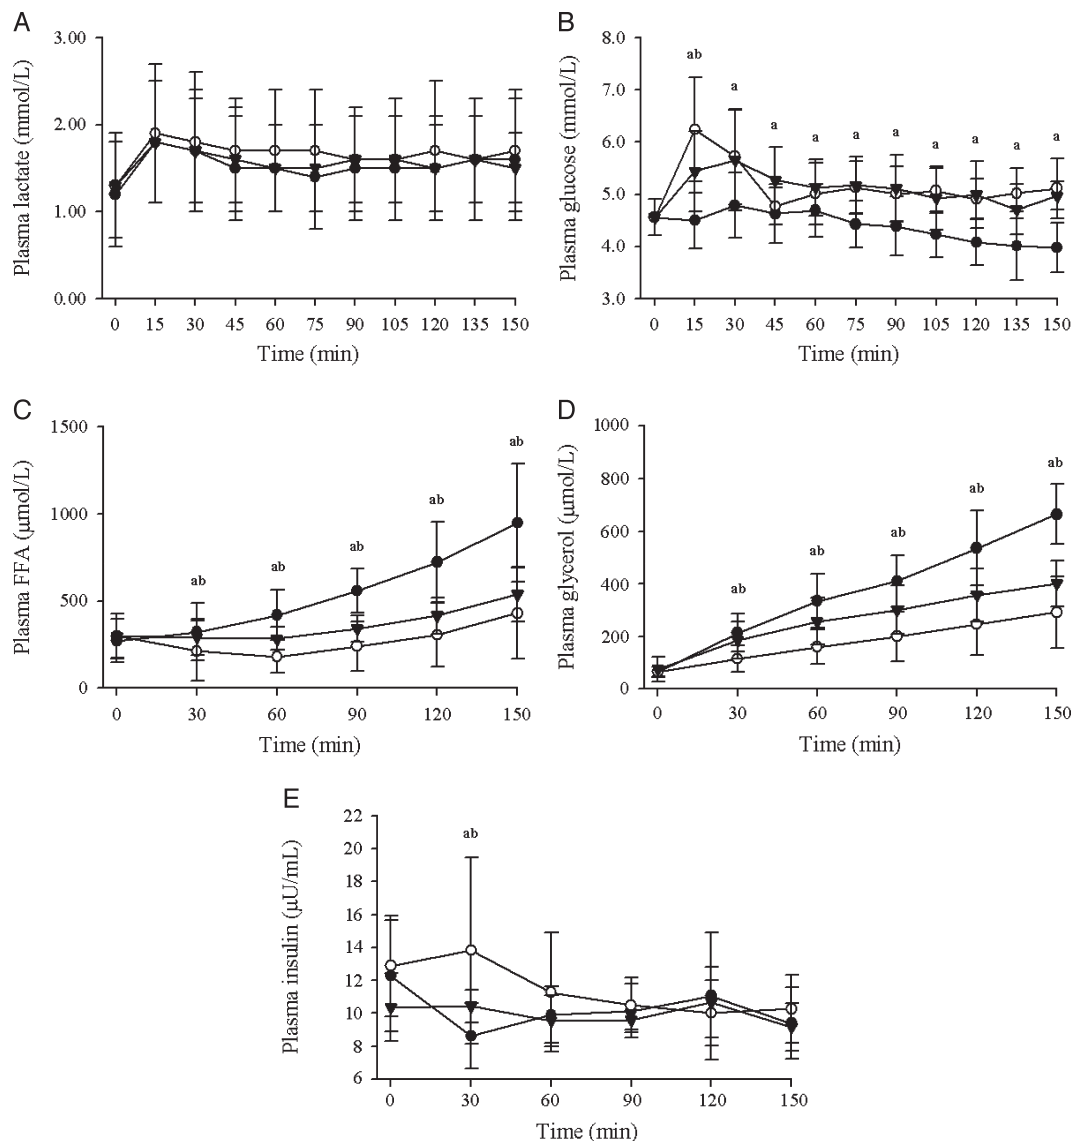 A
Plasma lactate (mmol/L)
3.00
2.00
1.00
0.00
0 15 30 45 60 75 90 105 120 135 150
Time (min)
B
Plasma glucose (mmol/L)
8.0
7.0
6.0
5.0
4.0
3.0
ab a a a a a a a a a
0 15 30 45 60 75 90 105 120 135 150
Time (min)
C
Plasma FFA (μmol/L)
1500
1000
500
0
ab ab ab ab ab
0 30 60 90 120 150
Time (min)
D
Plasma glycerol (μmol/L)
1000
800
600
400
200
0
ab ab ab ab ab
0 30 60 90 120 150
Time (min)
E
Plasma insulin (μU/mL)
22
20
18
16
14
12
10
8
6
ab
0 30 60 90 120 150
Time (min)